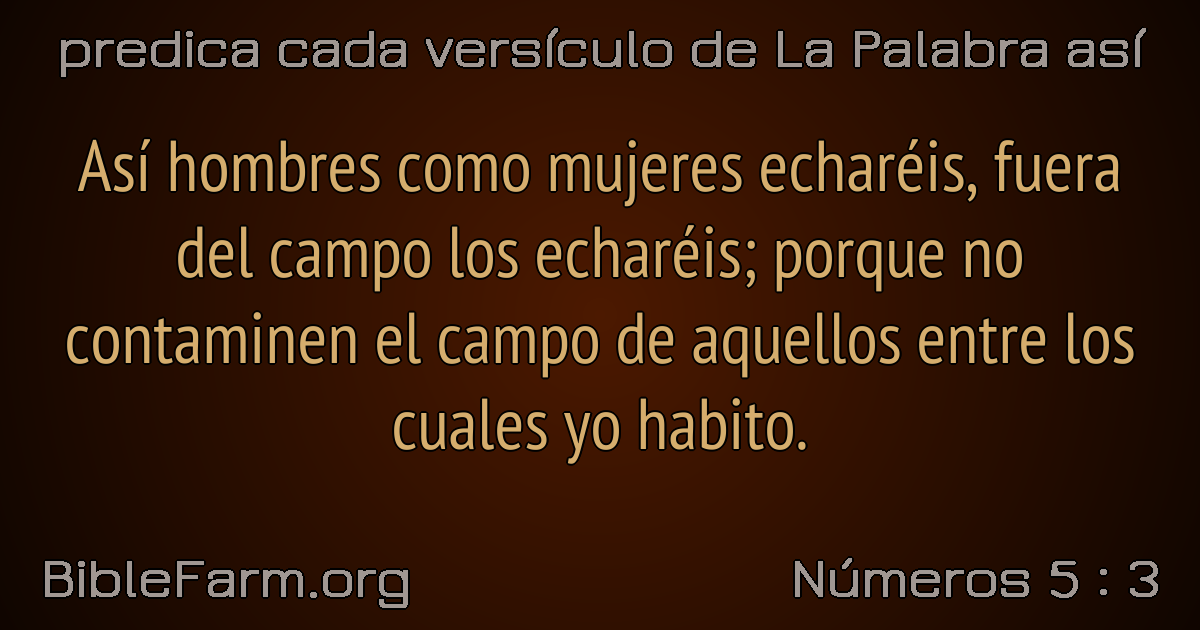 predica cada versículo de La Palabra así
Así hombres como mujeres echaréis, fuera
del campo los echaréis; porque no
contaminen el campo de aquellos entre los
cuales yo habito.
BibleFarm.org
Números 5 : 3